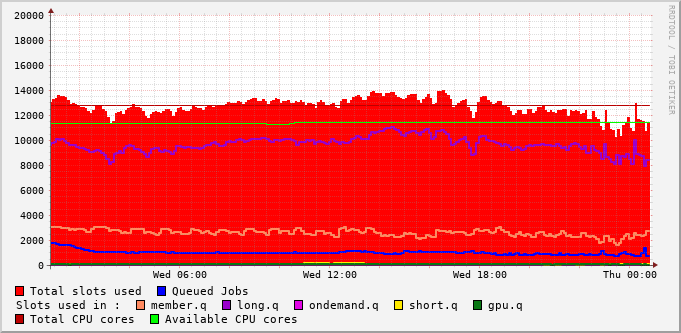 20000
18000
16000
14000
12000
10000
8000
6000
4000
2000
0
Wed 06:00 Wed 12:00 Wed 18:00 Thu 00:00
RRDTOOL / TOBI OETIKER
Total slots used Queued Jobs
Slots used in : member.q long.q ondemand.q short.q gpu.q
Total CPU cores Available CPU cores